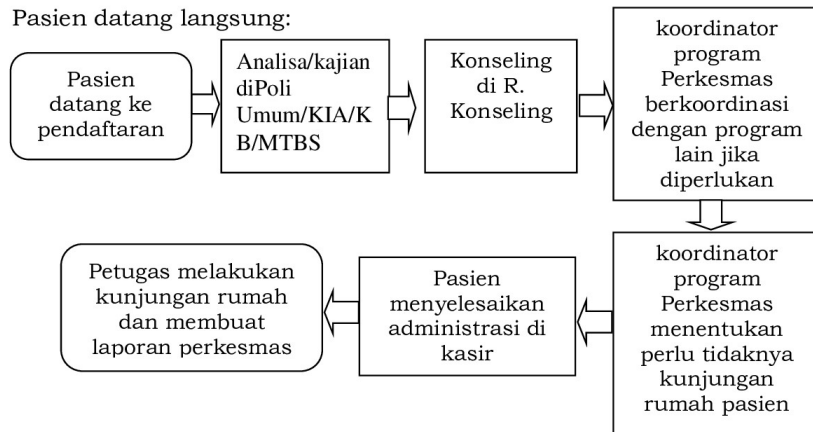 Pasien datang langsung:
Pasien
datang ke
pendaftaran
Analisa/kajian
diPoli
Umum/KIA/K
B/MTBS
Konseling
di R.
Konseling
koordinator
program
Perkesmas
berkoordinasi
dengan program
lain jika
diperlukan
koordinator
program
Perkesmas
menentukan
perlu tidaknya
kunjungan
rumah pasien
Pasien
menyelesaikan
administrasi di
kasir
Petugas melakukan
kunjungan rumah
dan membuat
laporan perkesmas